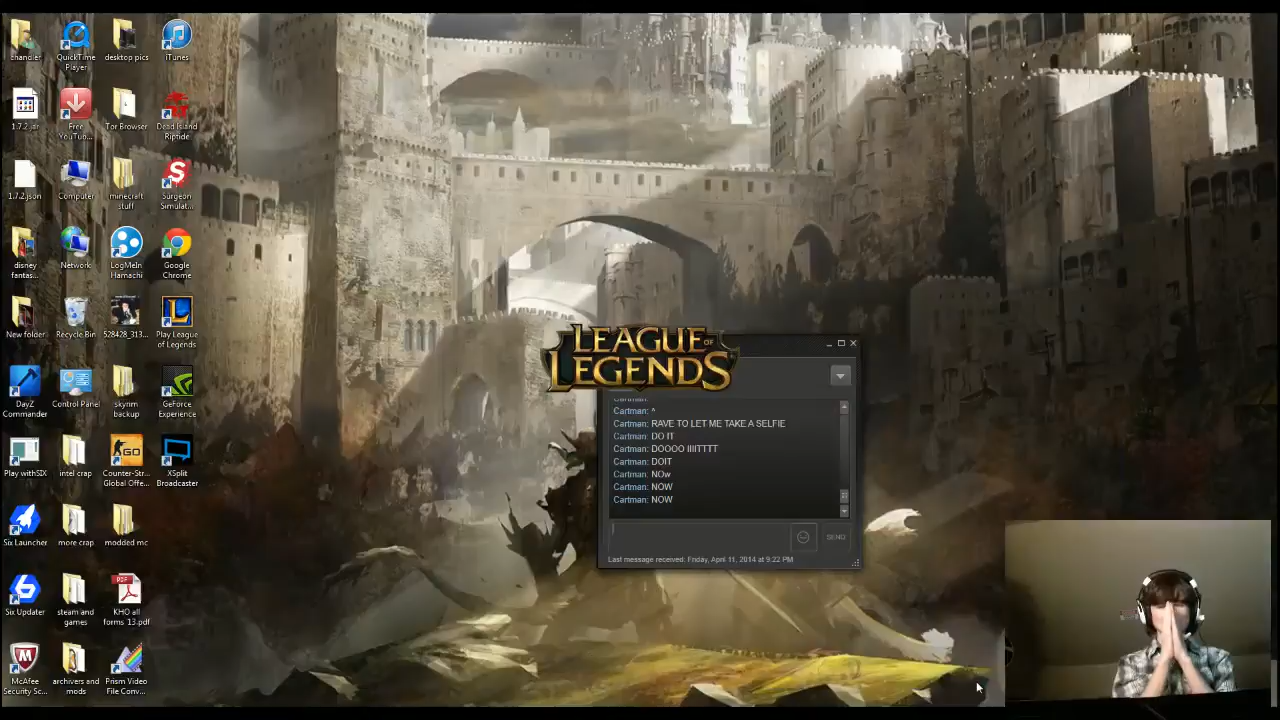 chandler
QuickTime
Player
desktop pics
iTunes
1.7.2.jar
Free
YouTuo...
Tor Browser
Dead Island
Riptide
1.7.2.json
Computer
minecraft
stuff
Surgeon
Simulat...
disney
fantas...
Network
LogMeIn
Hamachi
Google
Chrome
New folder
Recycle Bin
528428_313...
Play League
of Legends
DayZ
Commander
Control Panel
skyrim
backup
GeForce
Experience
Play withSIX
intel crap
Counter-Str...
Global Offe...
XSplit
Broadcaster
Six Launcher
more crap
modded mc
Six Updater
steam and
games
KHO all
forms 13.pdf
McAfee
Security Sc...
archivers and
mods
Prism Video
File Conv...
LEAGUE OF
LEGENDS
Cartman: ^
Cartman: RAVE TO LET ME TAKE A SELFIE
Cartman: DO IT
Cartman: DOOOO IIIITTTT
Cartman: DOIT
Cartman: NOw
Cartman: NOW
Cartman: NOW
SEND
Last message received: Friday, April 11, 2014 at 9:22 PM